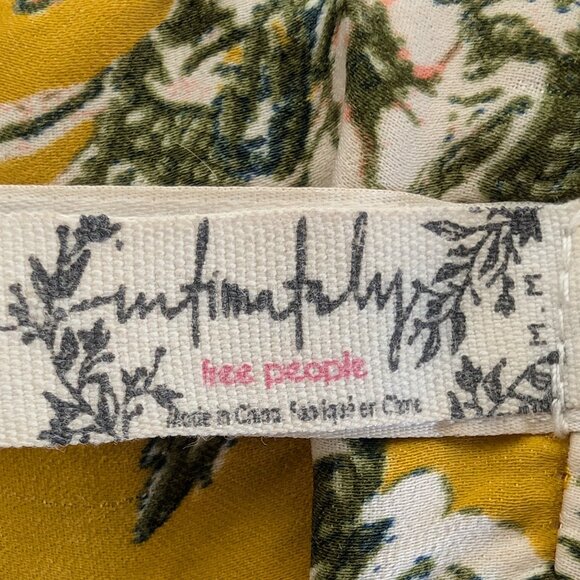 intimately
free people
Made in China Fabriqué en Chine
M · M